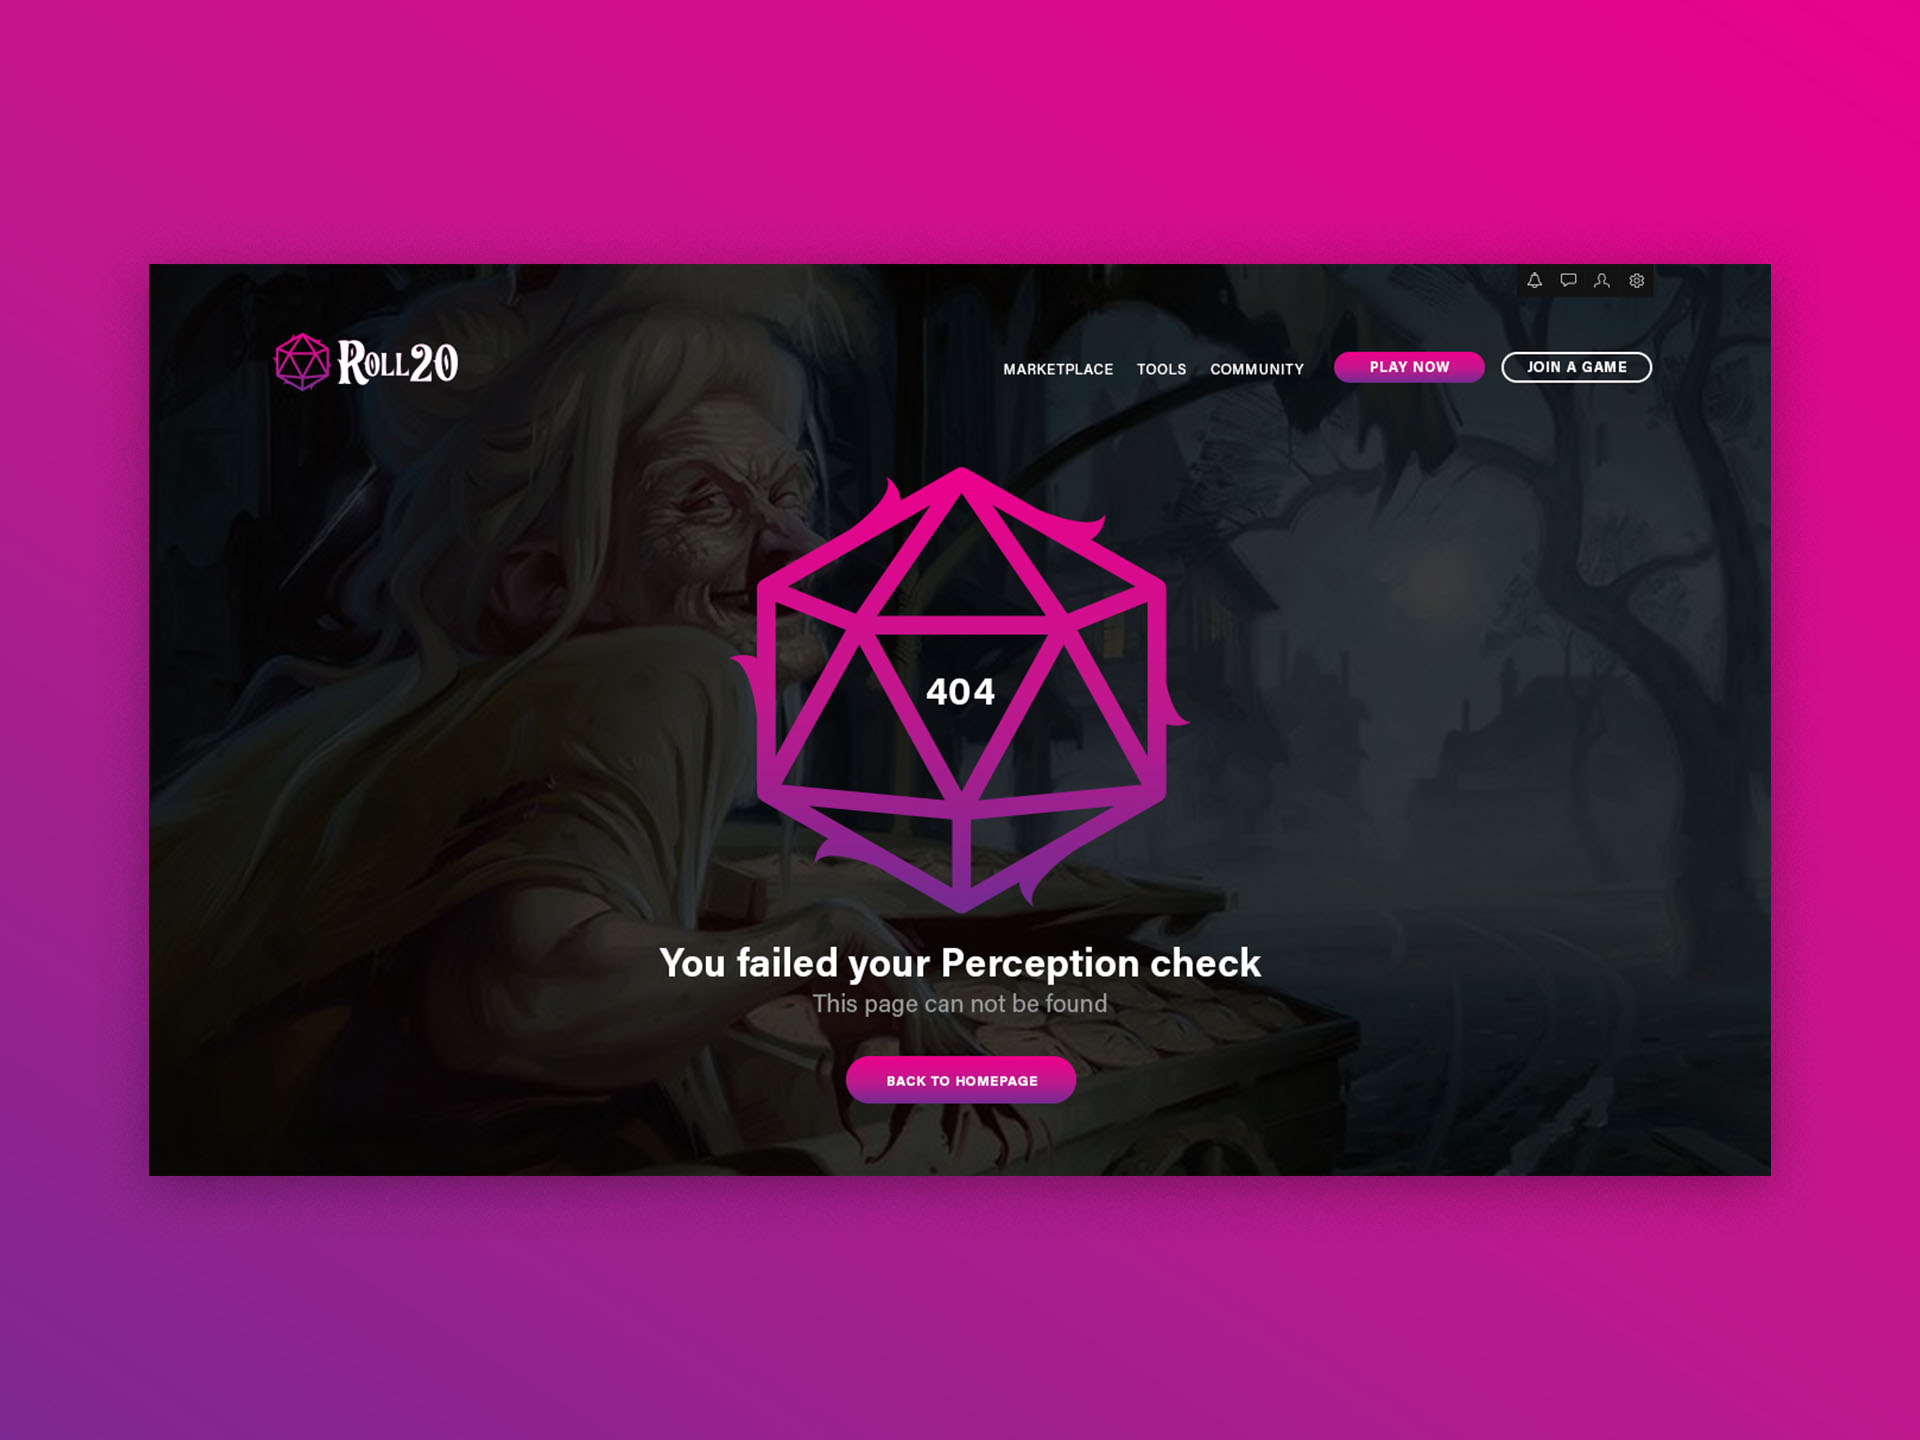 ROLL20
MARKETPLACE TOOLS COMMUNITY PLAY NOW JOIN A GAME
404
You failed your Perception check
This page can not be found
BACK TO HOMEPAGE